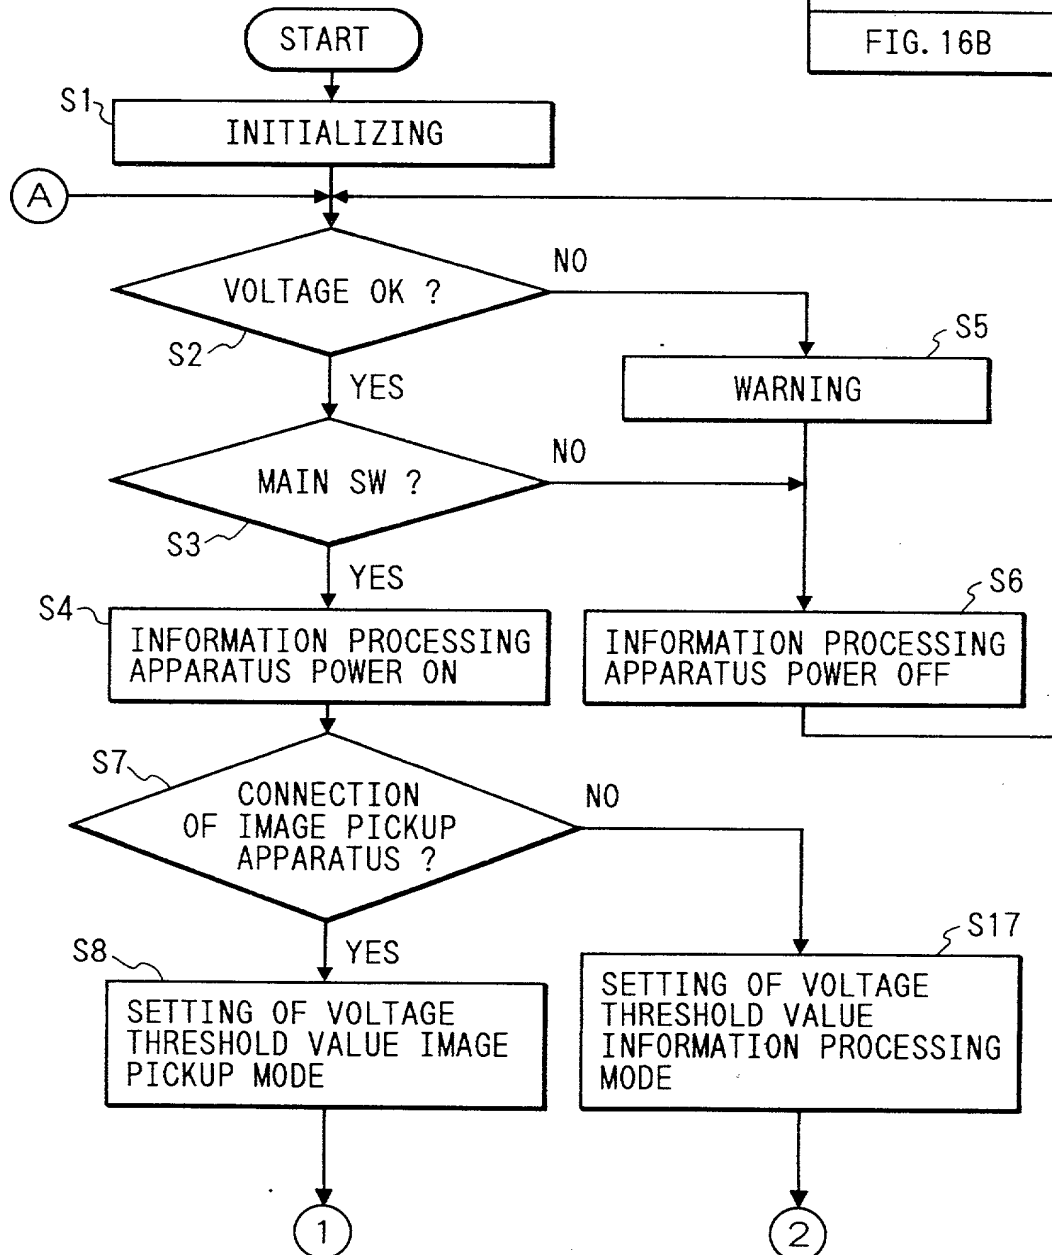 START
FIG. 16B
S1
INITIALIZING
A
VOLTAGE OK ?
NO
S2
YES
S5
WARNING
MAIN SW ?
NO
S3
YES
S4
INFORMATION PROCESSING
APPARATUS POWER ON
S6
INFORMATION PROCESSING
APPARATUS POWER OFF
S7
CONNECTION
OF IMAGE PICKUP
APPARATUS ?
NO
YES
S8
SETTING OF VOLTAGE
THRESHOLD VALUE IMAGE
PICKUP MODE
S17
SETTING OF VOLTAGE
THRESHOLD VALUE
INFORMATION PROCESSING
MODE
1
2